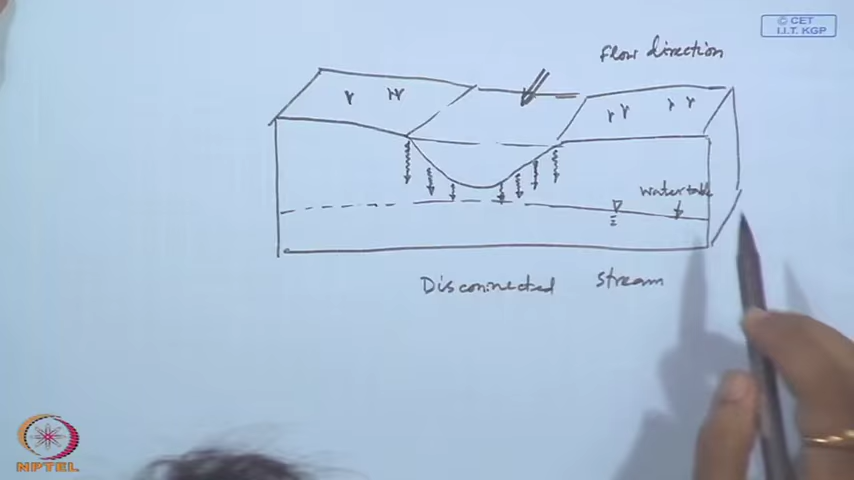 © CET
I.I.T. KGP
Flow direction
water table
Disconnected stream
NPTEL